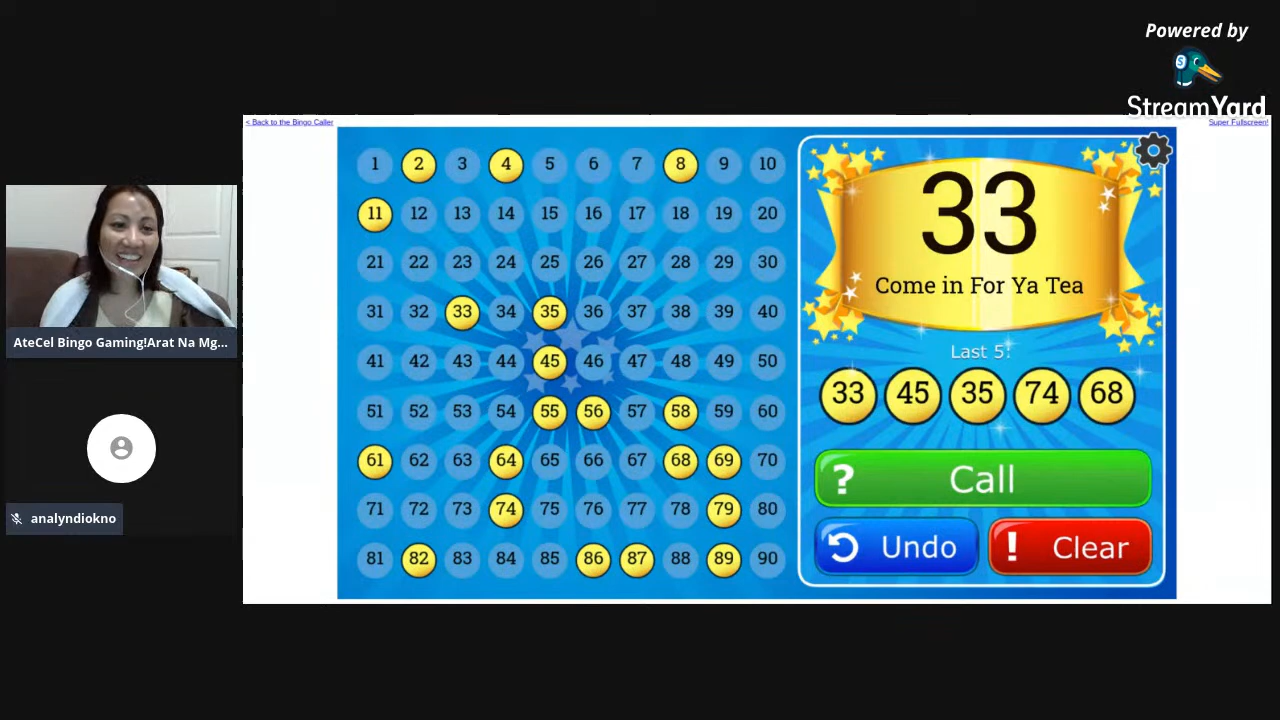 Powered by
StreamYard
< Back to the Bingo Caller
Super Fullscreen!
1 2 3 4 5 6 7 8 9 10
11 12 13 14 15 16 17 18 19 20
21 22 23 24 25 26 27 28 29 30
31 32 33 34 35 36 37 38 39 40
41 42 43 44 45 46 47 48 49 50
51 52 53 54 55 56 57 58 59 60
61 62 63 64 65 66 67 68 69 70
71 72 73 74 75 76 77 78 79 80
81 82 83 84 85 86 87 88 89 90
33
Come in For Ya Tea
Last 5:
33 45 35 74 68
? Call
Undo
! Clear
AteCel Bingo Gaming!Arat Na Mg...
analyndiokno